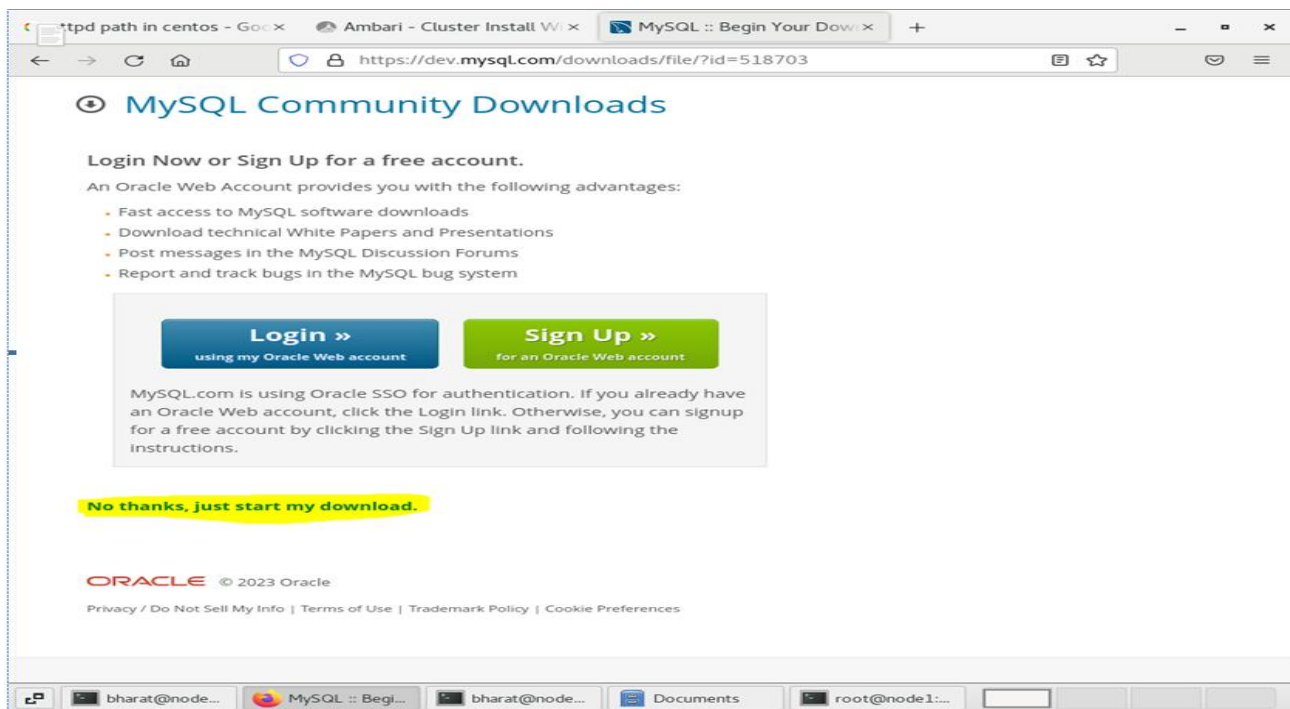 ttpd path in centos - Goo
Ambari - Cluster Install Wi
MySQL :: Begin Your Down
https://dev.mysql.com/downloads/file/?id=518703
MySQL Community Downloads
Login Now or Sign Up for a free account.
An Oracle Web Account provides you with the following advantages:
Fast access to MySQL software downloads
Download technical White Papers and Presentations
Post messages in the MySQL Discussion Forums
Report and track bugs in the MySQL bug system
Login »
using my Oracle Web account
Sign Up »
for an Oracle Web account
MySQL.com is using Oracle SSO for authentication. If you already have
an Oracle Web account, click the Login link. Otherwise, you can signup
for a free account by clicking the Sign Up link and following the
instructions.
No thanks, just start my download.
ORACLE © 2023 Oracle
Privacy / Do Not Sell My Info | Terms of Use | Trademark Policy | Cookie Preferences
bharat@node...
MySQL :: Begi...
bharat@node...
Documents
root@node1:...